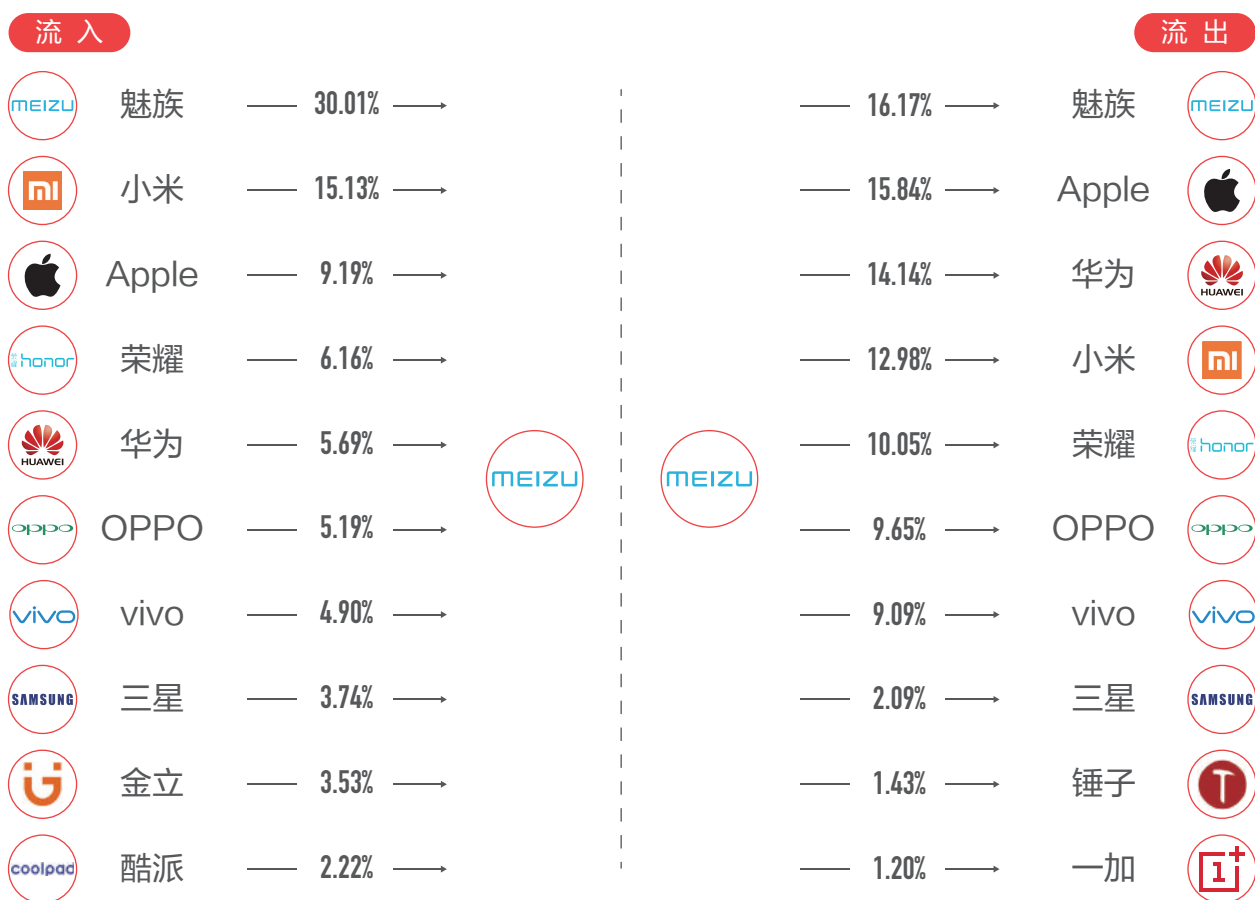 流入
流出
MEIZU 魅族 30.01%
16.17% 魅族 MEIZU
mi 小米 15.13%
15.84% Apple
Apple 9.19%
14.14% 华为 HUAWEI
荣耀 honor 荣耀 6.16%
12.98% 小米 mi
HUAWEI 华为 5.69%
10.05% 荣耀 荣耀 honor
MEIZU
MEIZU
oppo OPPO 5.19%
9.65% OPPO oppo
vivo vivo 4.90%
9.09% vivo vivo
SAMSUNG 三星 3.74%
2.09% 三星 SAMSUNG
G 金立 3.53%
1.43% 锤子 T
coolpad 酷派 2.22%
1.20% 一加 1+